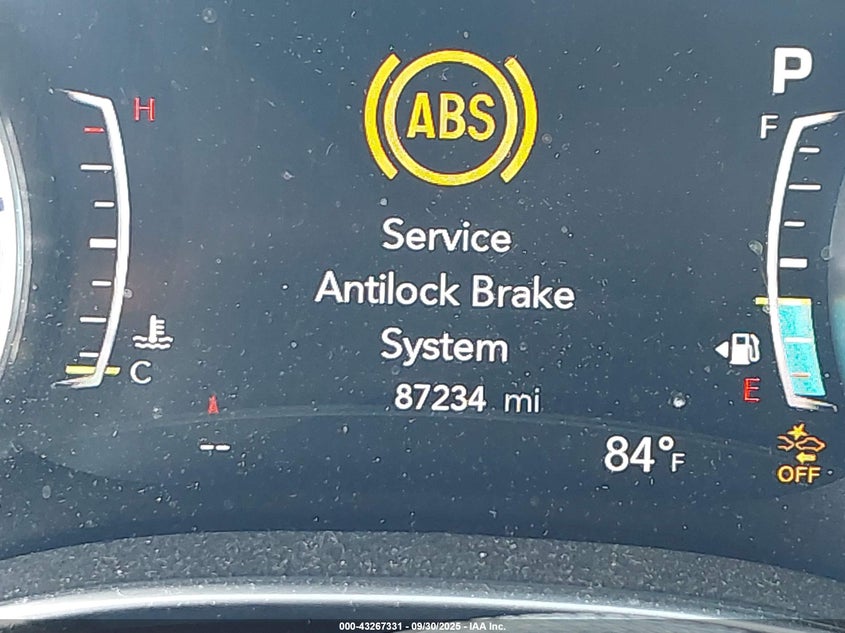 H
P
F
ABS
Service
Antilock Brake
System
C
E
87234 mi
--
84°F
OFF
000-43267331 - 09/30/2025 - IAA Inc.